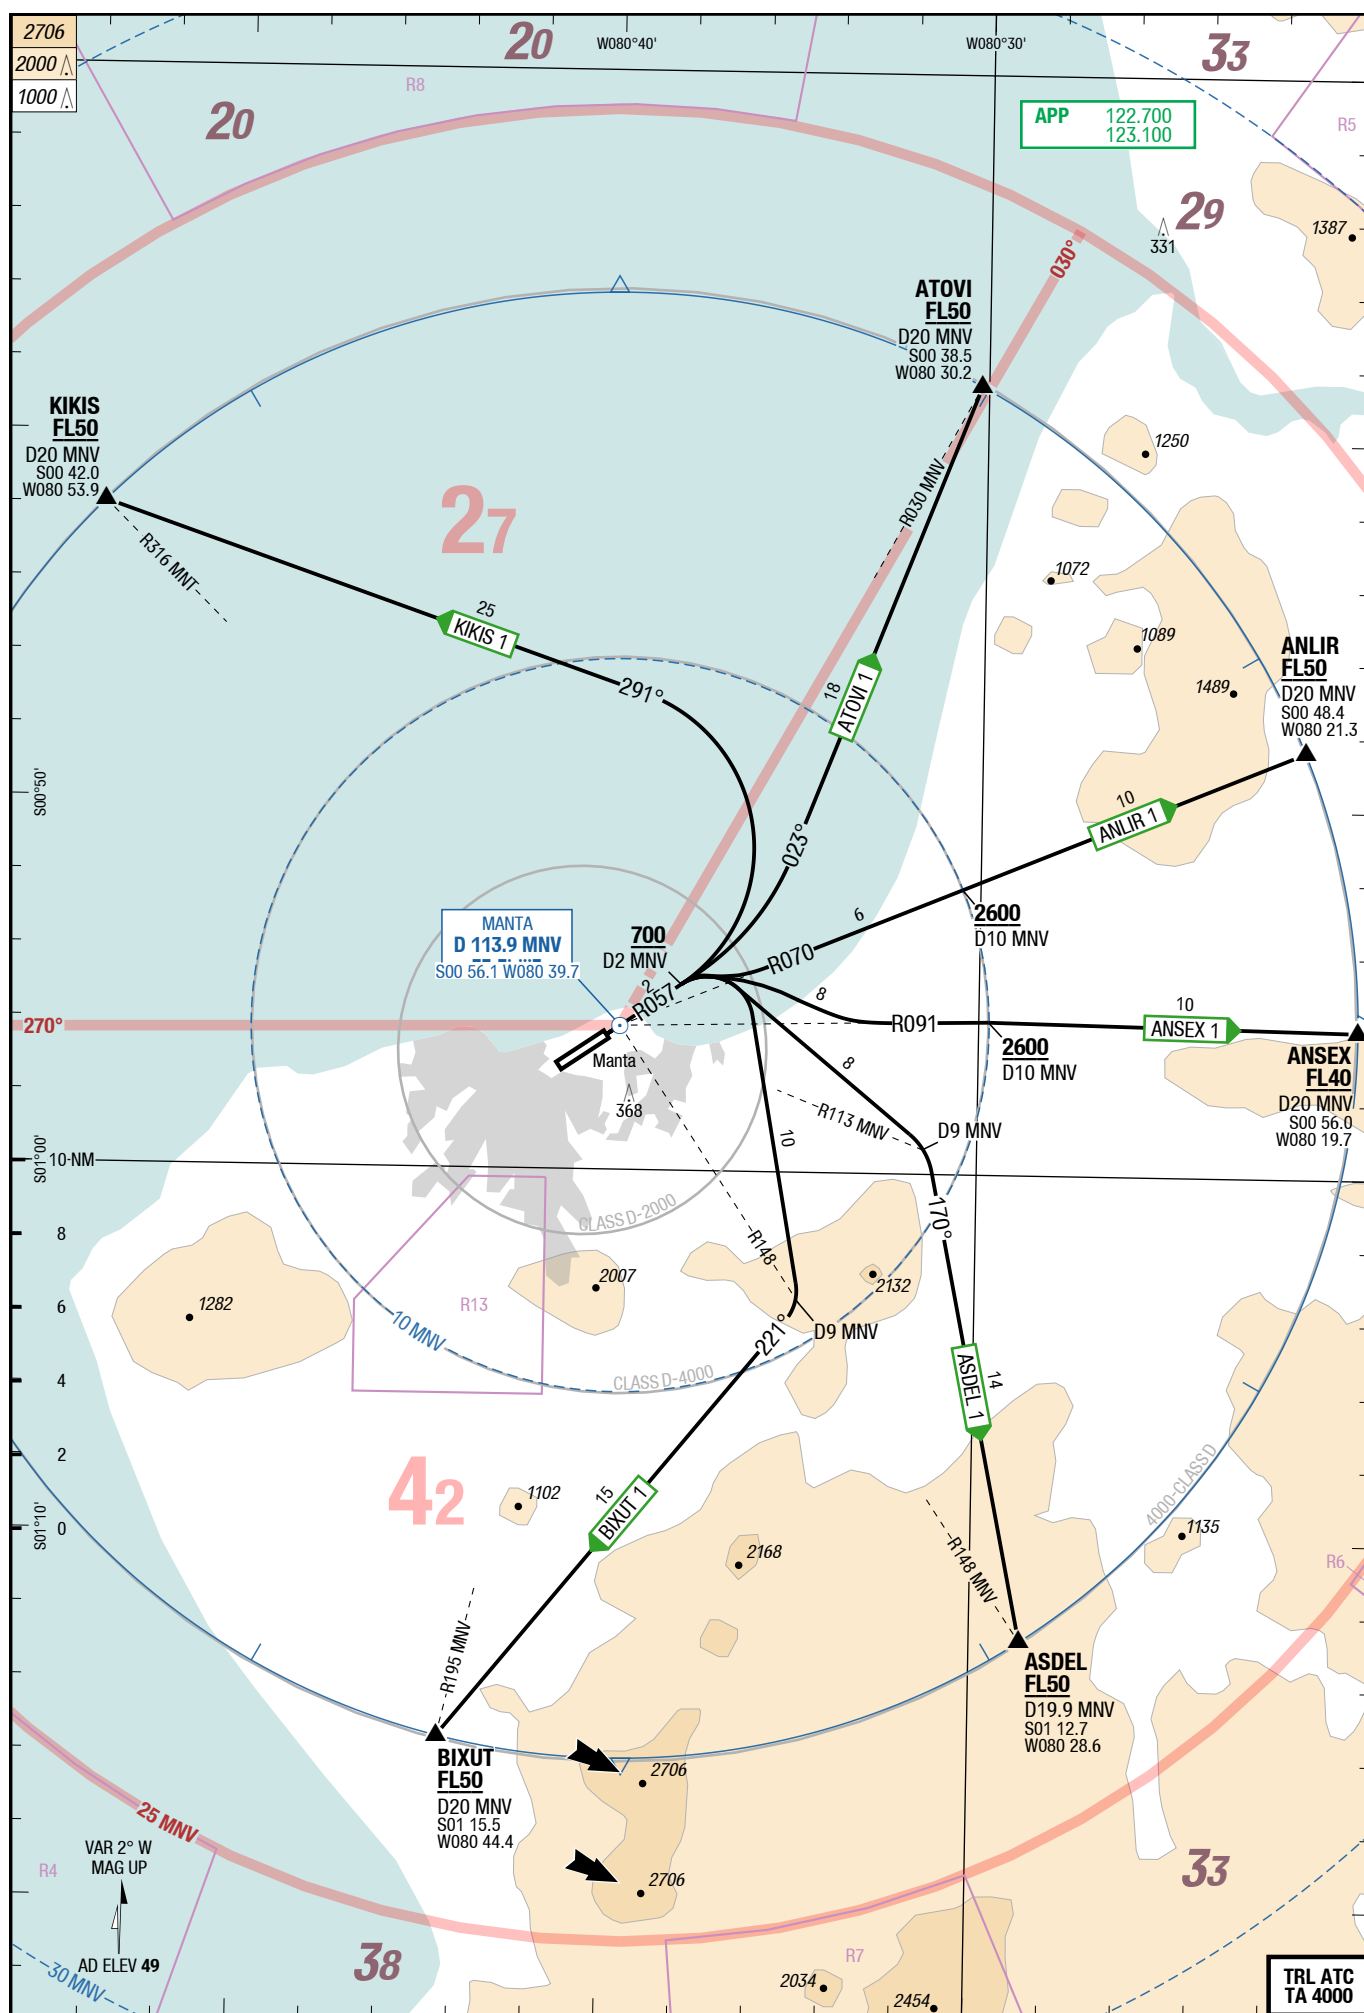 2706
2000
1000
20
W080°40'
W080°30'
33
R8
20
APP 122.700
123.100
R5
29
1387
331
030°
ATOVI
FL50
D20 MNV
S00 38.5
W080 30.2
KIKIS
FL50
D20 MNV
S00 42.0
W080 53.9
1250
27
R030 MNV
R316 MNT
1072
25
KIKIS 1
1089
ANLIR
FL50
D20 MNV
S00 48.4
W080 21.3
1489
291°
18
ATOVI 1
S00°50'
10
ANLIR 1
023°
2600
D10 MNV
6
MANTA
D 113.9 MNV
S00 56.1 W080 39.7
700
D2 MNV
R070
2
R057
8
270°
R091
10
ANSEX 1
2600
D10 MNV
ANSEX
FL40
D20 MNV
S00 56.0
W080 19.7
Manta
8
368
R113 MNV
D9 MNV
10
S01°00'
10 NM
CLASS D-2000
170°
8
R148
2007
2132
6
1282
R13
10 MNV
221°
D9 MNV
4
CLASS D-4000
14
ASDEL 1
2
42
1102
15
BIXUT 1
4000-CLASS D
S01°10'
0
1135
2168
R6
R148 MNV
R195 MNV
ASDEL
FL50
D19.9 MNV
S01 12.7
W080 28.6
BIXUT
FL50
D20 MNV
S01 15.5
W080 44.4
2706
25 MNV
VAR 2° W
MAG UP
R4
2706
33
AD ELEV 49
38
30 MNV
R7
2034
2454
TRL ATC
TA 4000